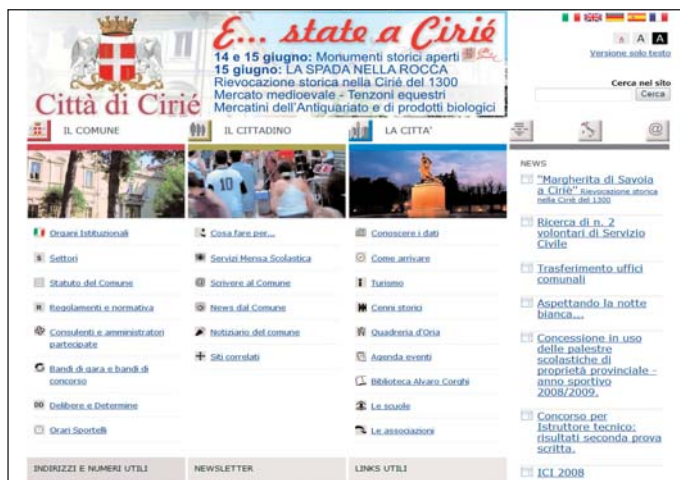 E... state a Cirié
14 e 15 giugno: Monumenti storici aperti
15 giugno: LA SPADA NELLA ROCCA
Rievocazione storica nella Cirié del 1300
Mercato medioevale - Tenzoni equestri
Mercatini dell'Antiquariato e di prodotti biologici
Città di Cirié
A A A
Versione solo testo
Cerca nel sito
Cerca
IL COMUNE
Organi Istituzionali
Settori
Statuto del Comune
Regolamenti e normativa
Consulenti e amministratori
partecipate
Bandi di gara e bandi di
concorso
Delibere e Determine
Orari Sportelli
INDIRIZZI E NUMERI UTILI
IL CITTADINO
10
Cosa fare per...
Servizi Mensa Scolastica
Scrivere al Comune
News dal Comune
Notiziario del comune
Siti correlati
NEWSLETTER
LA CITTA'
Conoscere i dati
Come arrivare
Turismo
Cenni storici
Quadreria d'Oria
Agenda eventi
Biblioteca Alvaro Corghi
Le scuole
Le associazioni
LINKS UTILI
@
NEWS
"Margherita di Savoia
a Cirié" Rievocazione storica
nella Cirié del 1300
Ricerca di n. 2
volontari di Servizio
Civile
Trasferimento uffici
comunali
Aspettando la notte
bianca...
Concessione in uso
delle palestre
scolastiche di
proprietà provinciale -
anno sportivo
2008/2009.
Concorso per
Istruttore tecnico:
risultati seconda prova
scritta.
ICI 2008